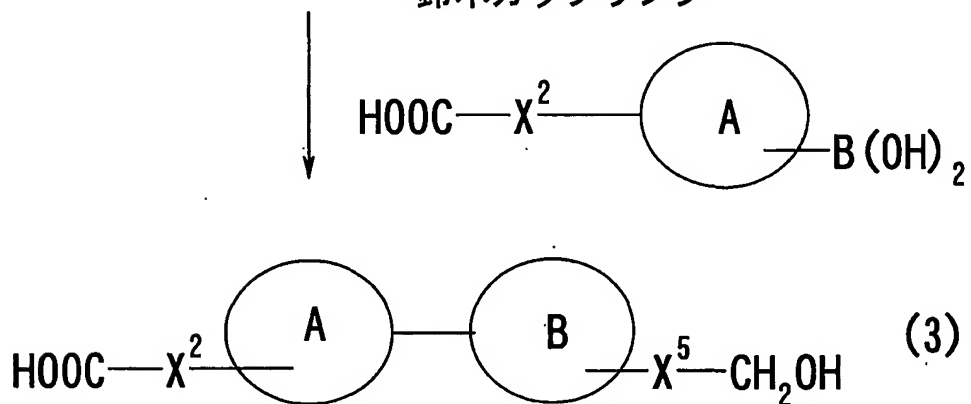 HOOC—X² A B(OH)₂
HOOC—X² A B X⁵—CH₂OH (3)